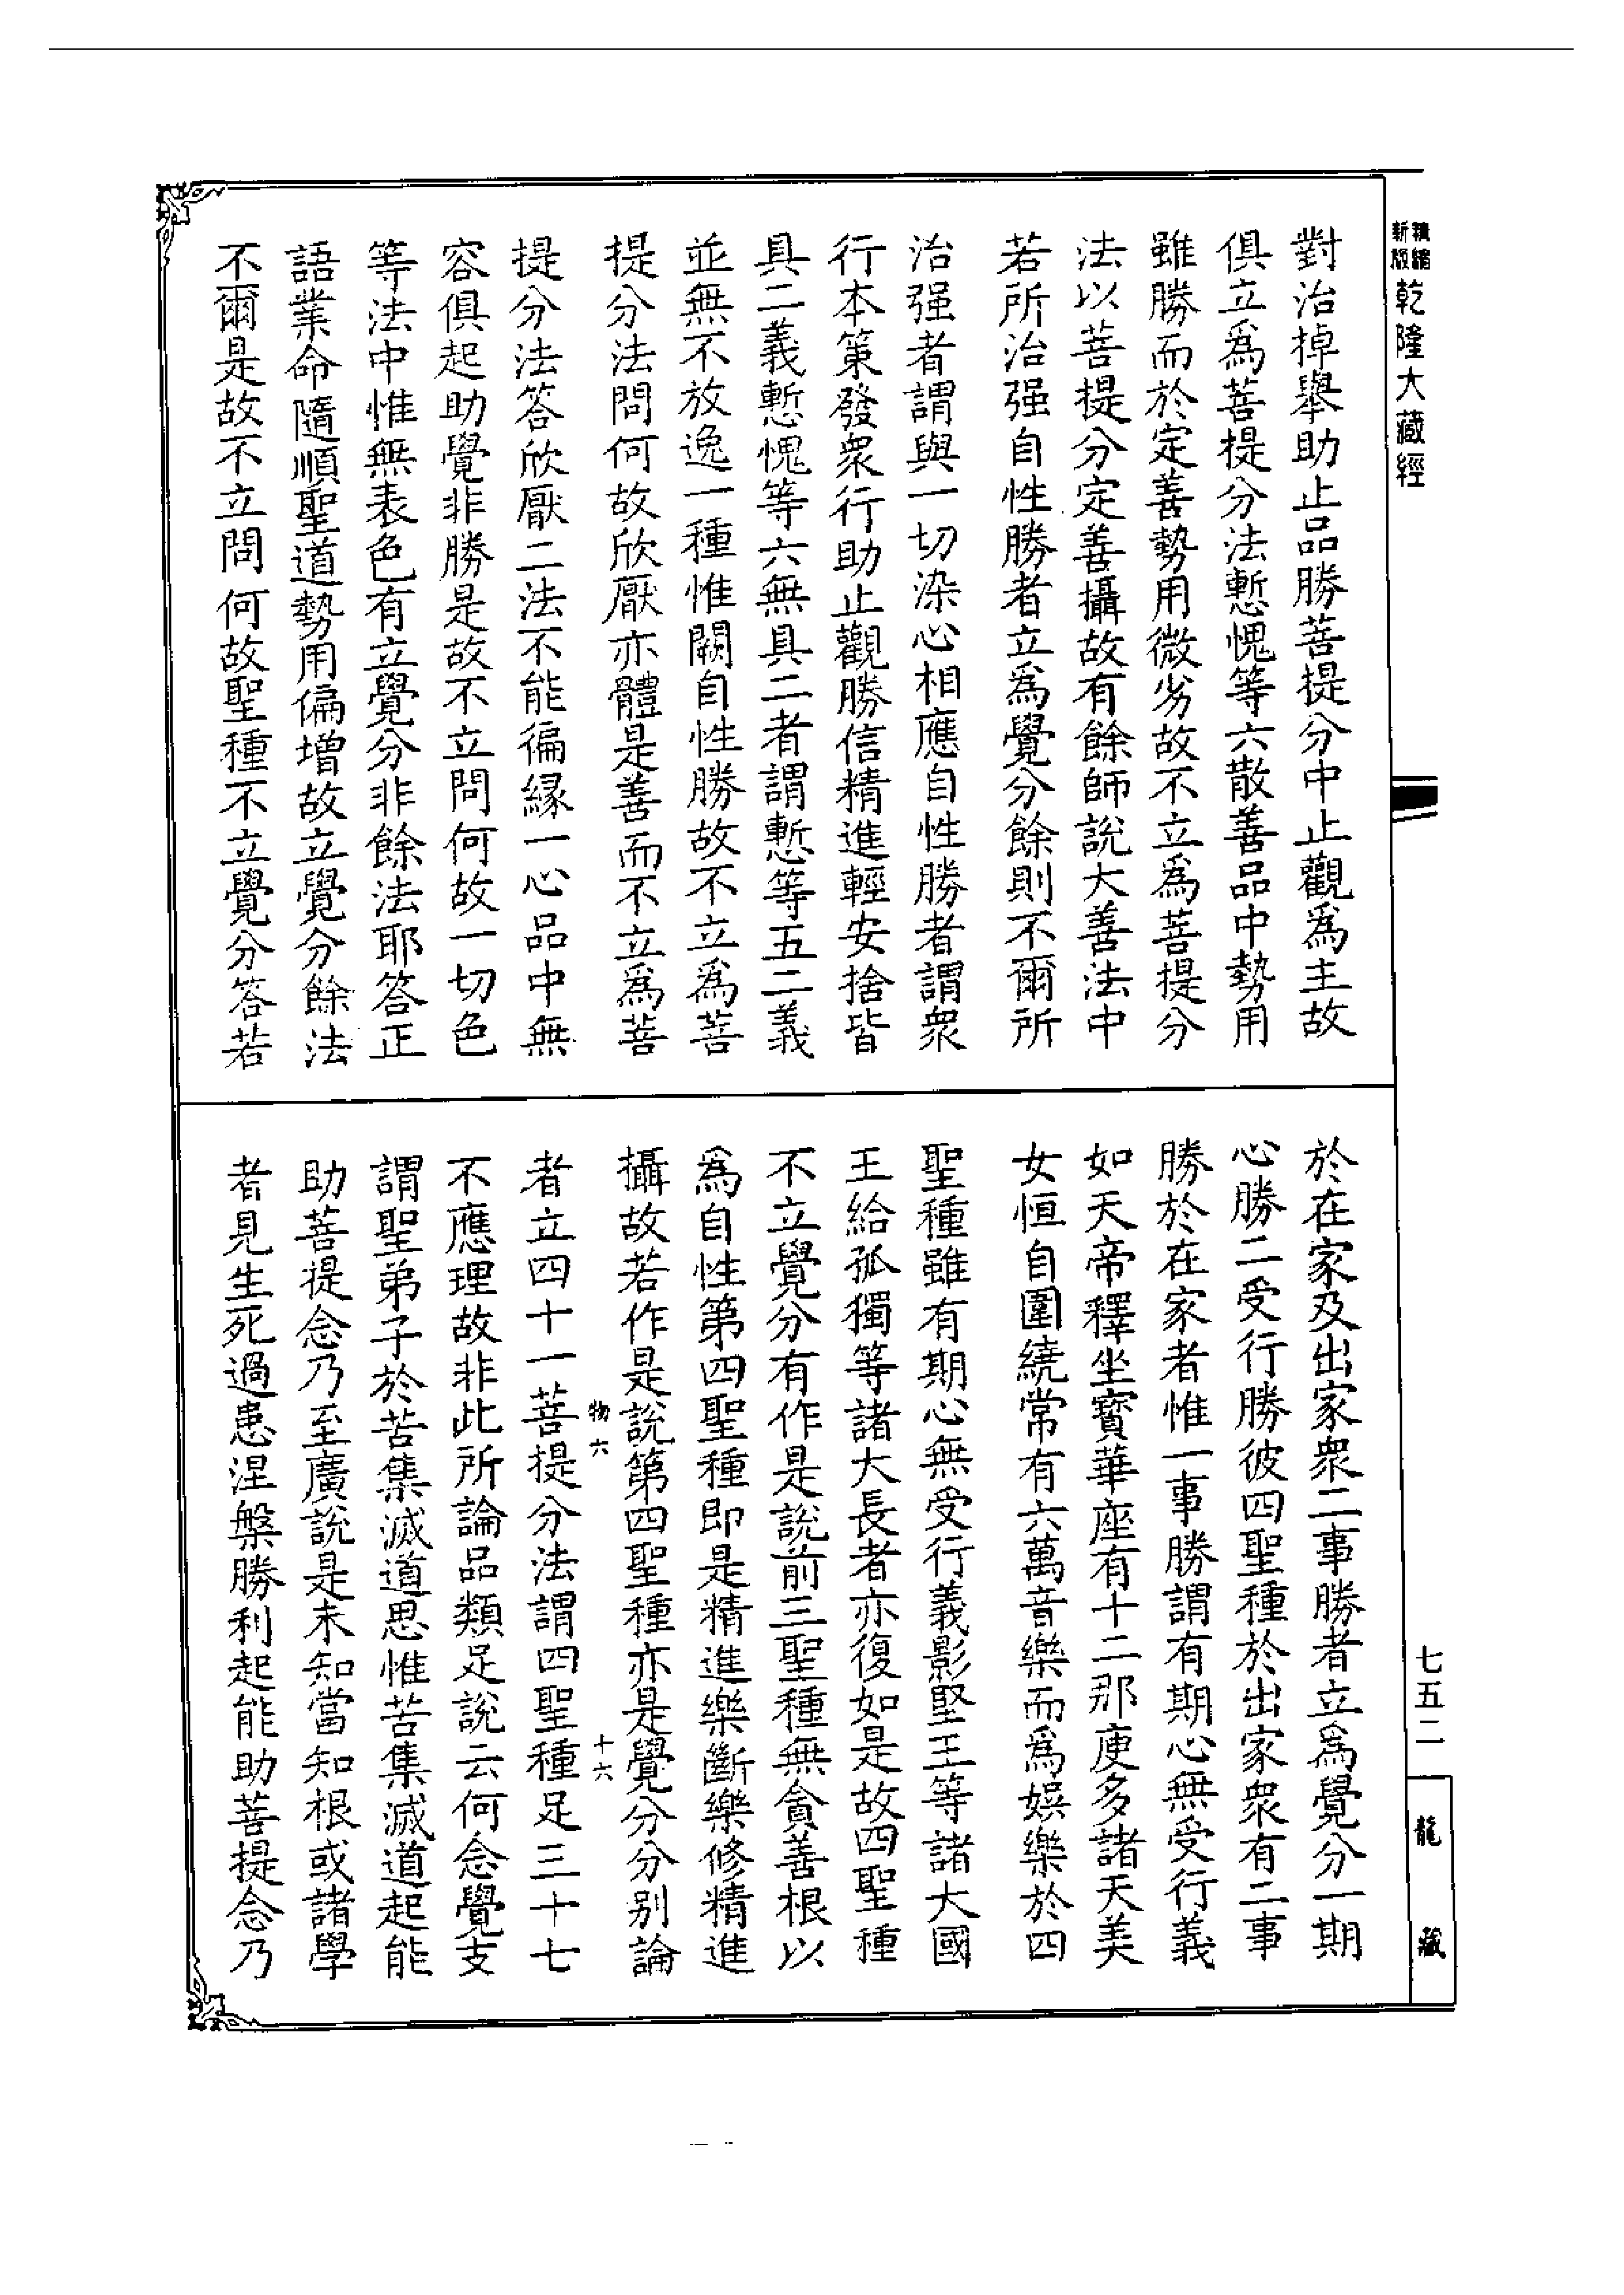 新編縮版乾隆大藏經
對治掉舉助止品勝菩提分中止觀爲主故
俱立爲菩提分法慙愧等六散善品中勢用
雖勝而於定善勢用微劣故不立爲菩提分
法以菩提分定善攝故有餘師說大善法中
若所治强自性勝者立爲覺分餘則不爾所
治强者謂與一切染心相應自性勝者謂衆
行本策發衆行助止觀勝信精進輕安捨皆
具二義慙愧等六無具二者謂慙等五二義
並無不放逸一種惟闕自性勝故不立爲菩
提分法問何故欣厭亦體是善而不立爲菩
提分法答欣厭二法不能徧縁一心品中無
容俱起助覺非勝是故不立問何故一切色
等法中惟無表色有立覺分非餘法耶答正
語業命隨順聖道勢用偏增故立覺分餘法
不爾是故不立問何故聖種不立覺分答若
於在家及出家衆二事勝者立爲覺分一期
心勝二受行勝彼四聖種於出家衆有二事
勝於在家者惟一事勝謂有期心無受行義
如天帝釋坐寳華座有十二那庾多諸天美
女恒自圍繞常有六萬音樂而爲娛樂於四
聖種雖有期心無受行義影堅王等諸大國
王給孤獨等諸大長者亦復如是故四聖種
不立覺分有作是說前三聖種無貪善根以
爲自性第四聖種即是精進樂斷樂修精進
攝故若作是說第四聖種亦是覺分分别論
物六 十六
者立四十一菩提分法謂四聖種足三十七
不應理故非此所論品類足說云何念覺支
謂聖弟子於苦集滅道思惟苦集滅道起能
助菩提念乃至廣說是未知當知根或諸學
者見生死過患涅槃勝利起能助菩提念乃
七五二
龍藏